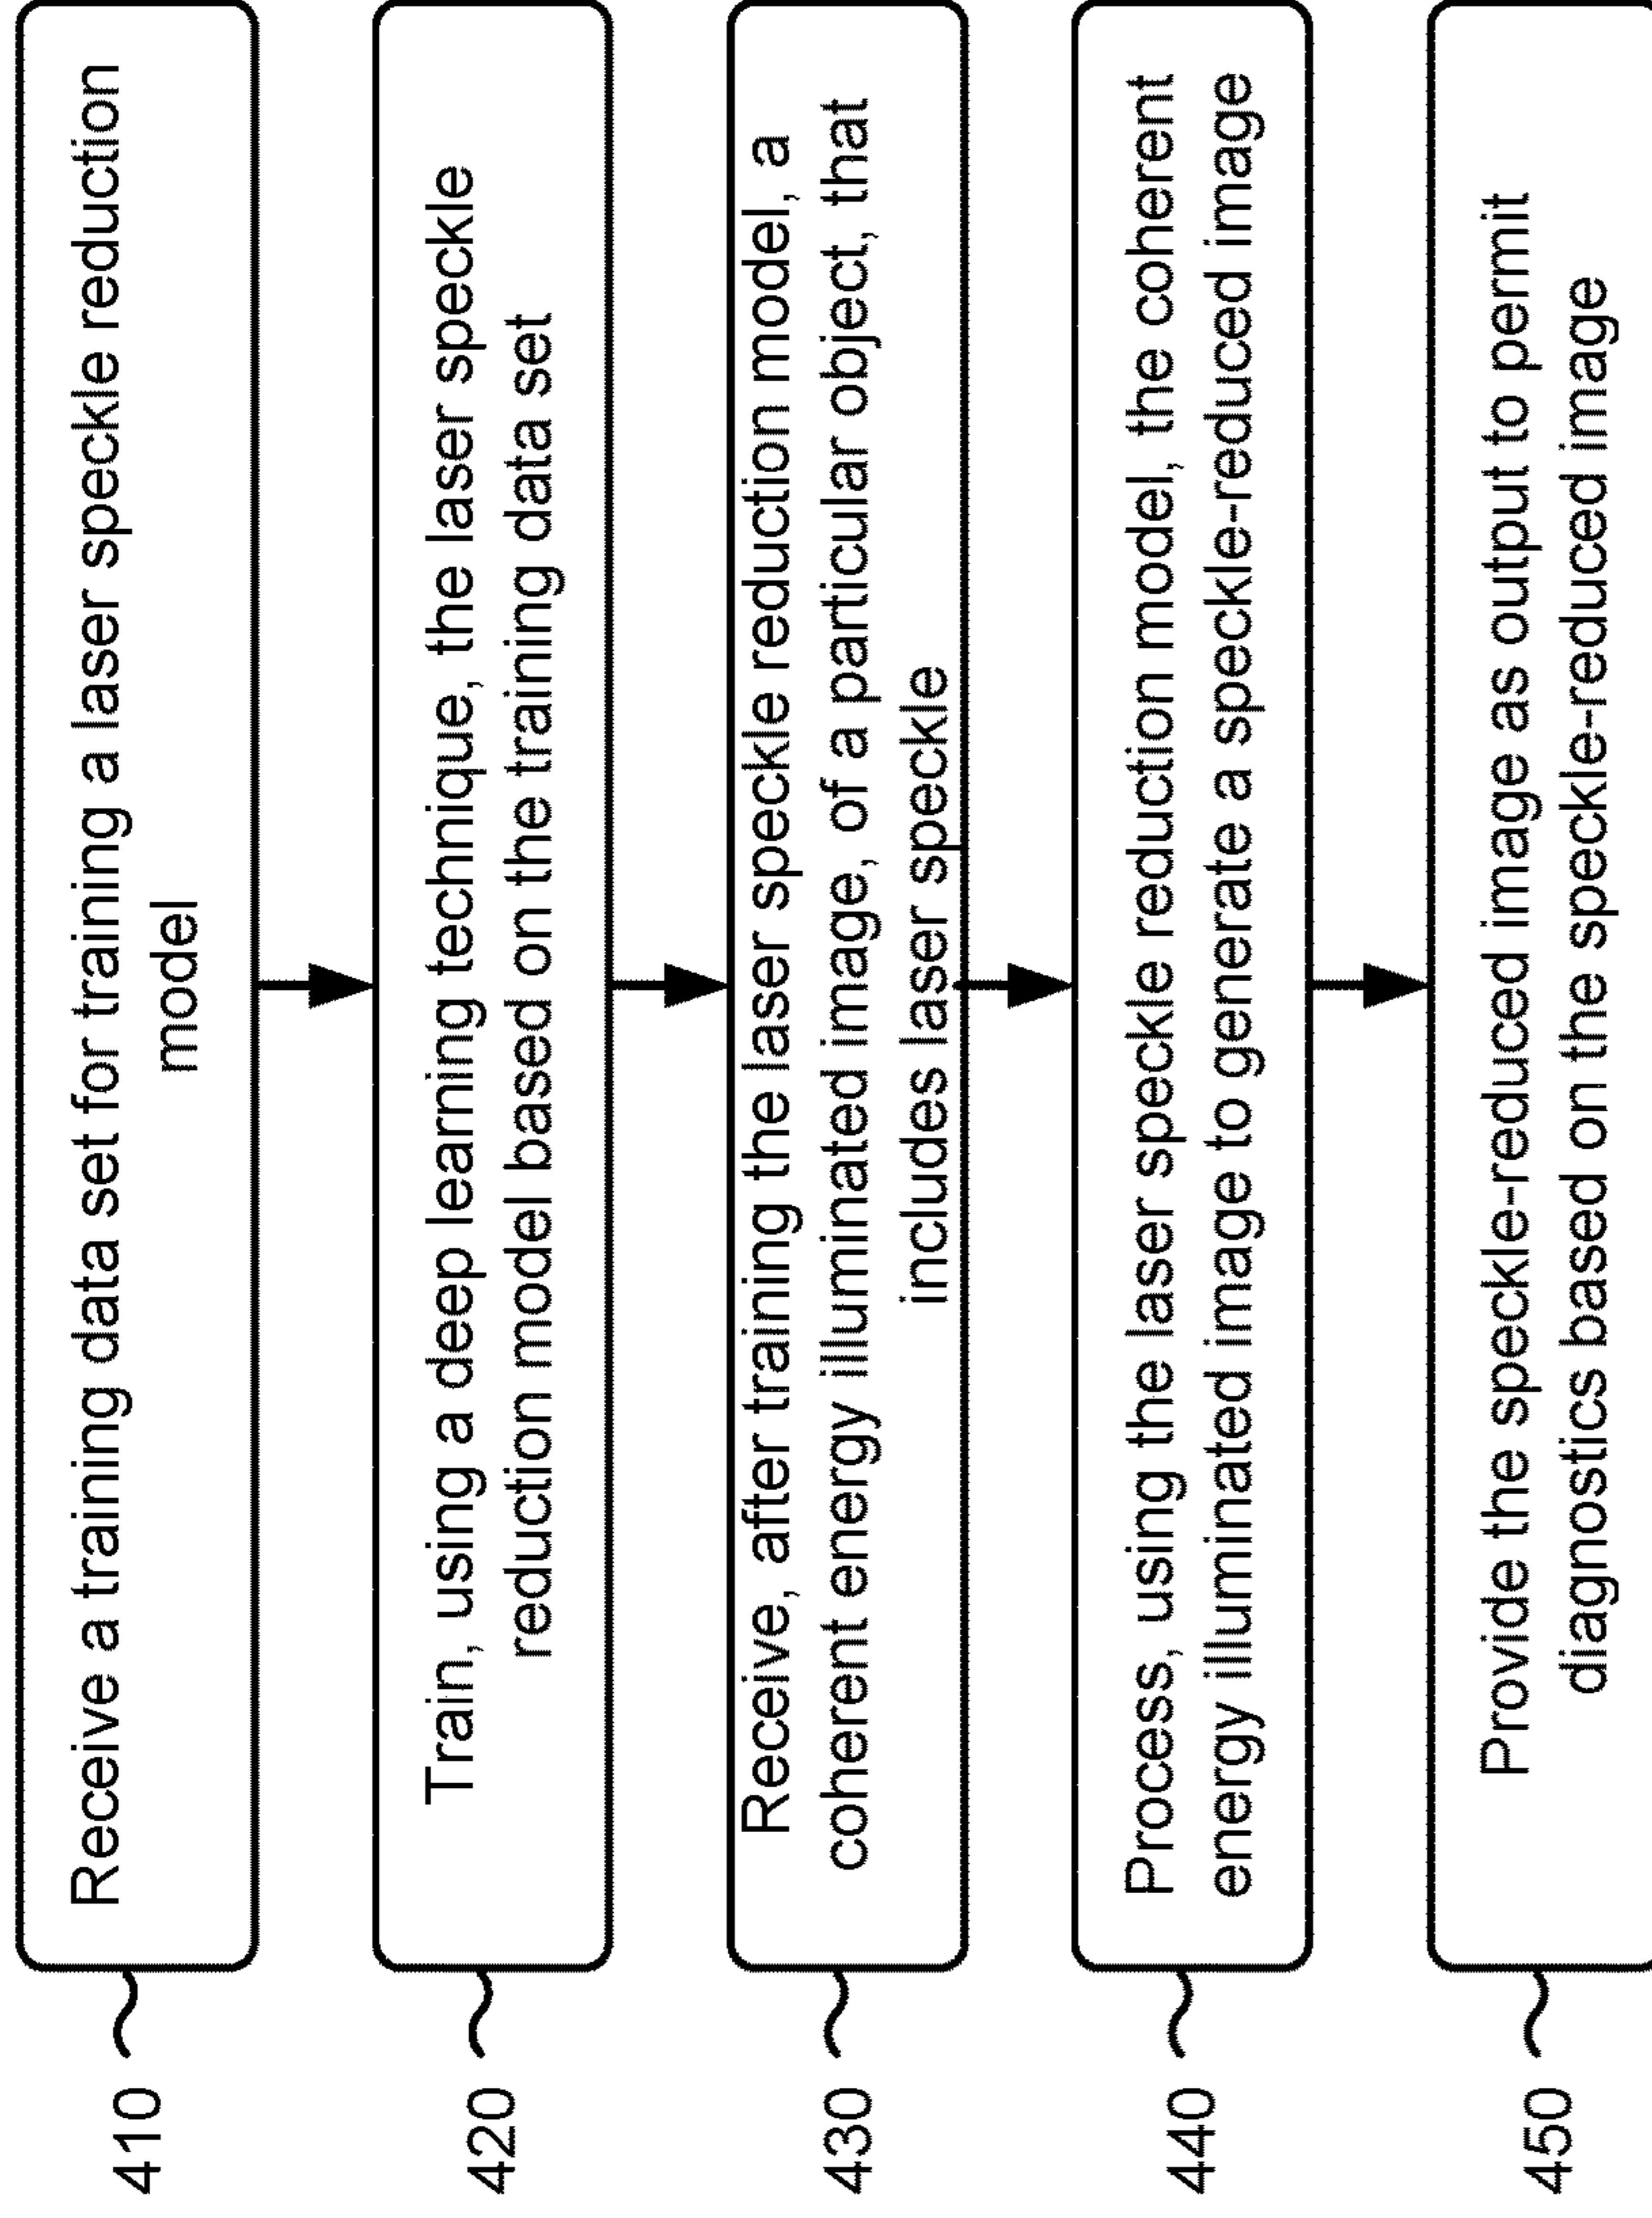 410
Receive a training data set for training a laser speckle reduction
model
420
Train, using a deep learning technique, the laser speckle
reduction model based on the training data set
430
Receive, after training the laser speckle reduction model, a
coherent energy illuminated image, of a particular object, that
includes laser speckle
440
Process, using the laser speckle reduction model, the coherent
energy illuminated image to generate a speckle-reduced image
450
Provide the speckle-reduced image as output to permit
diagnostics based on the speckle-reduced image